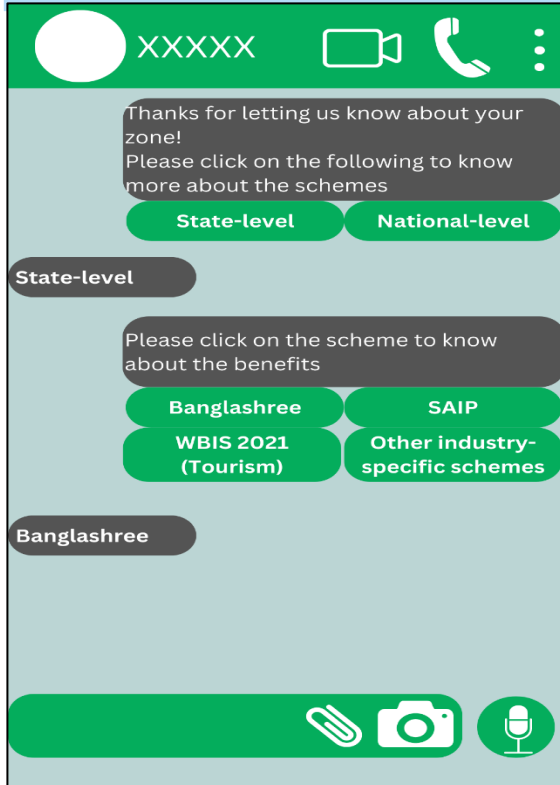 XXXXX
Thanks for letting us know about your
zone!
Please click on the following to know
more about the schemes
State-level
National-level
State-level
Please click on the scheme to know
about the benefits
Banglashree
SAIP
WBIS 2021
(Tourism)
Other industry-
specific schemes
Banglashree